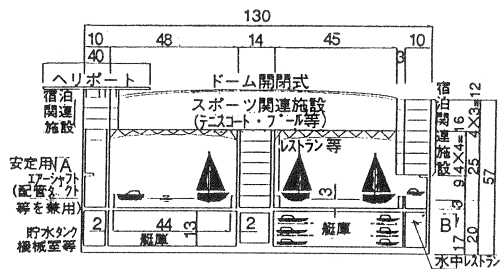 130
10 48 14 45 3 10
40
ヘリポート
ドーム開閉式
宿泊
関連
施設
スポーツ関連施設
(テニスコート・プール等)
レストラン等
宿泊関連施設
4×3=12
4×4=16
9
25
57
安定用
エアーシャフト
(配管ダクト
等を兼用)
3
3
2 44 13 2
艇庫
艇庫
B
17
20
貯水タンク
機械室等
水中レストラン